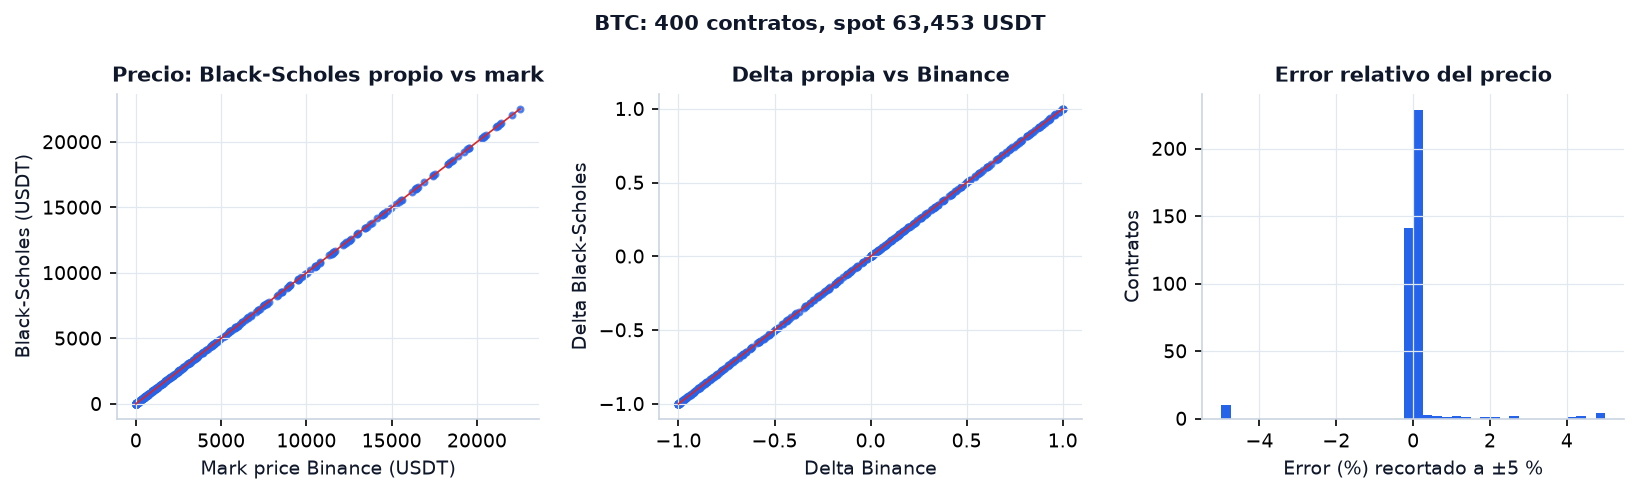 BTC: 400 contratos, spot 63,453 USDT
Precio: Black-Scholes propio vs mark
Black-Scholes (USDT)
20000
15000
10000
5000
0
0 5000 10000 15000 20000
Mark price Binance (USDT)
Delta propia vs Binance
Delta Black-Scholes
1.0
0.5
0.0
−0.5
−1.0
−1.0 −0.5 0.0 0.5 1.0
Delta Binance
Error relativo del precio
Contratos
200
150
100
50
0
−4 −2 0 2 4
Error (%) recortado a ±5 %